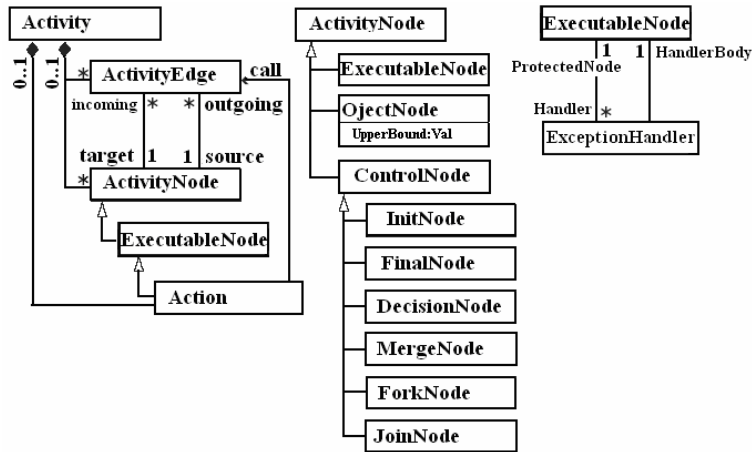 Activity
0..1
0..1
*
ActivityEdge
call
incoming
*
*
outgoing
target
1
1
source
*
ActivityNode
ExecutableNode
Action
ActivityNode
ExecutableNode
OjectNode
UpperBound:Val
ControlNode
InitNode
FinalNode
DecisionNode
MergeNode
ForkNode
JoinNode
ExecutableNode
1
1
HandlerBody
ProtectedNode
Handler
*
ExceptionHandler